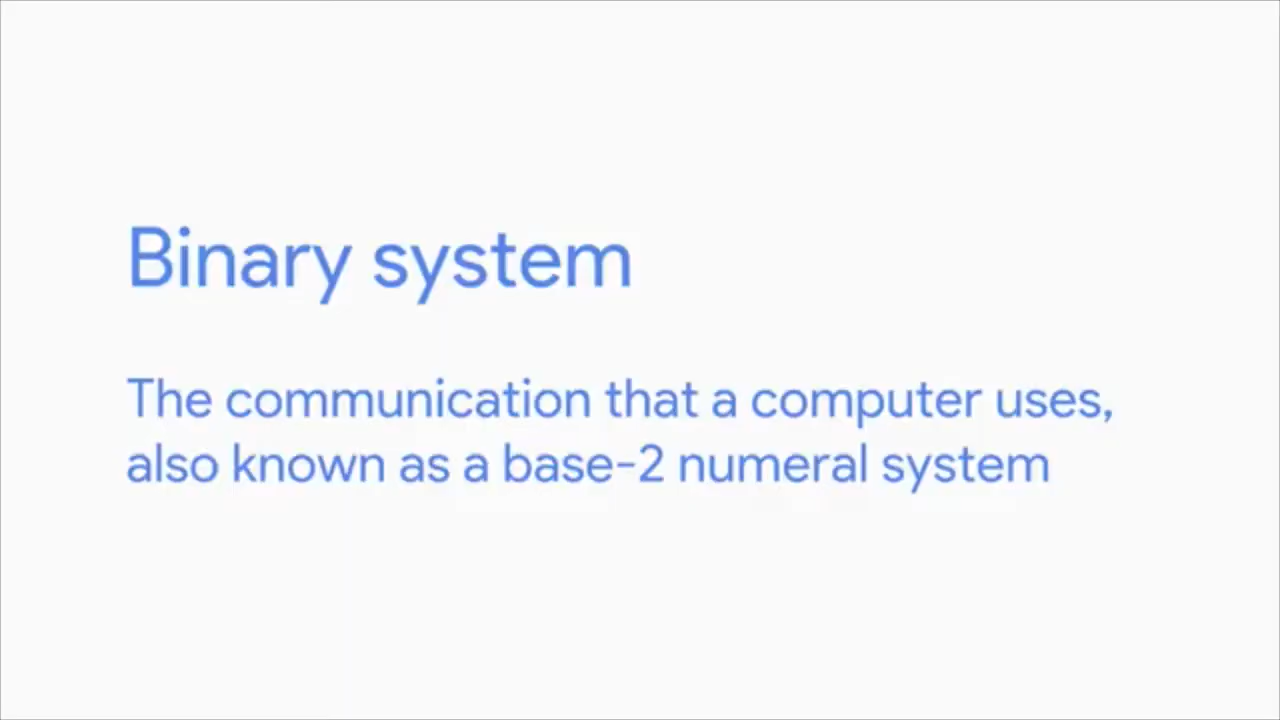 Binary system
The communication that a computer uses,
also known as a base-2 numeral system